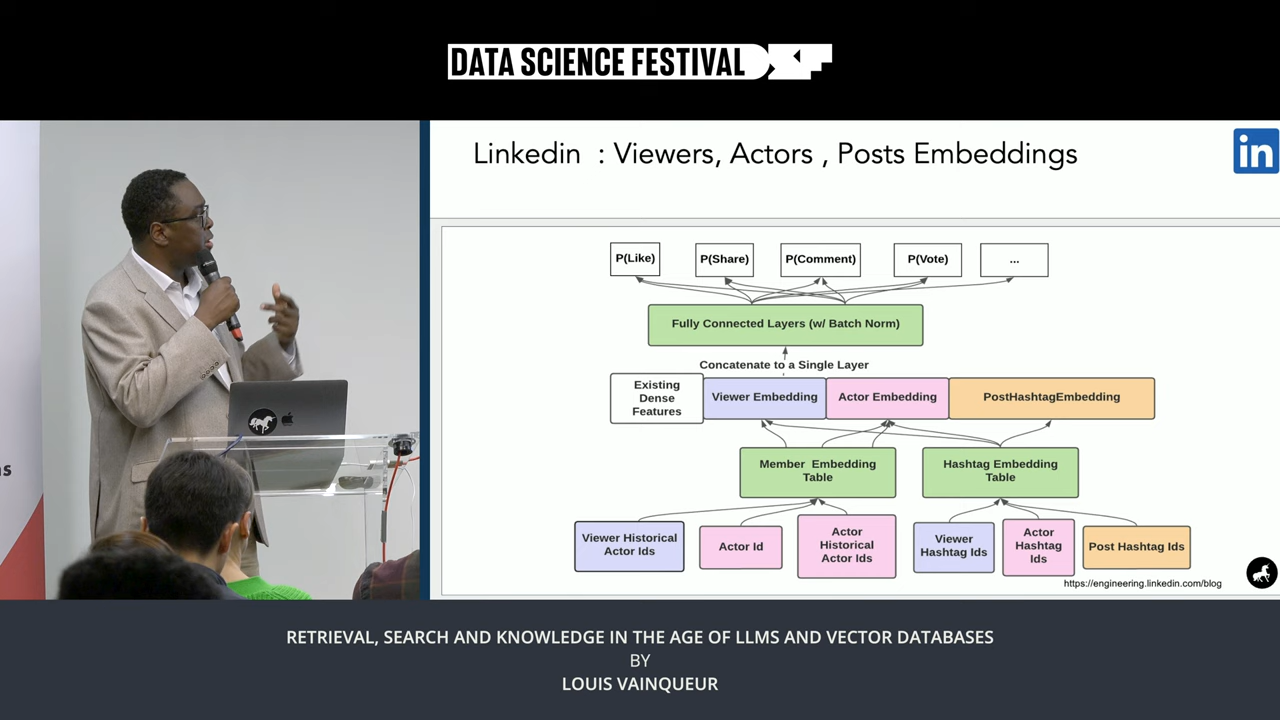 DATA SCIENCE FESTIVAL
Linkedin : Viewers, Actors , Posts Embeddings
in
P(Like)
P(Share)
P(Comment)
P(Vote)
...
Fully Connected Layers (w/ Batch Norm)
Concatenate to a Single Layer
Existing
Dense
Features
Viewer Embedding
Actor Embedding
PostHashtagEmbedding
Member Embedding
Table
Hashtag Embedding
Table
Viewer Historical
Actor Ids
Actor Id
Actor
Historical
Actor Ids
Viewer
Hashtag Ids
Actor
Hashtag
Ids
Post Hashtag Ids
https://engineering.linkedin.com/blog
RETRIEVAL, SEARCH AND KNOWLEDGE IN THE AGE OF LLMS AND VECTOR DATABASES
BY
LOUIS VAINQUEUR